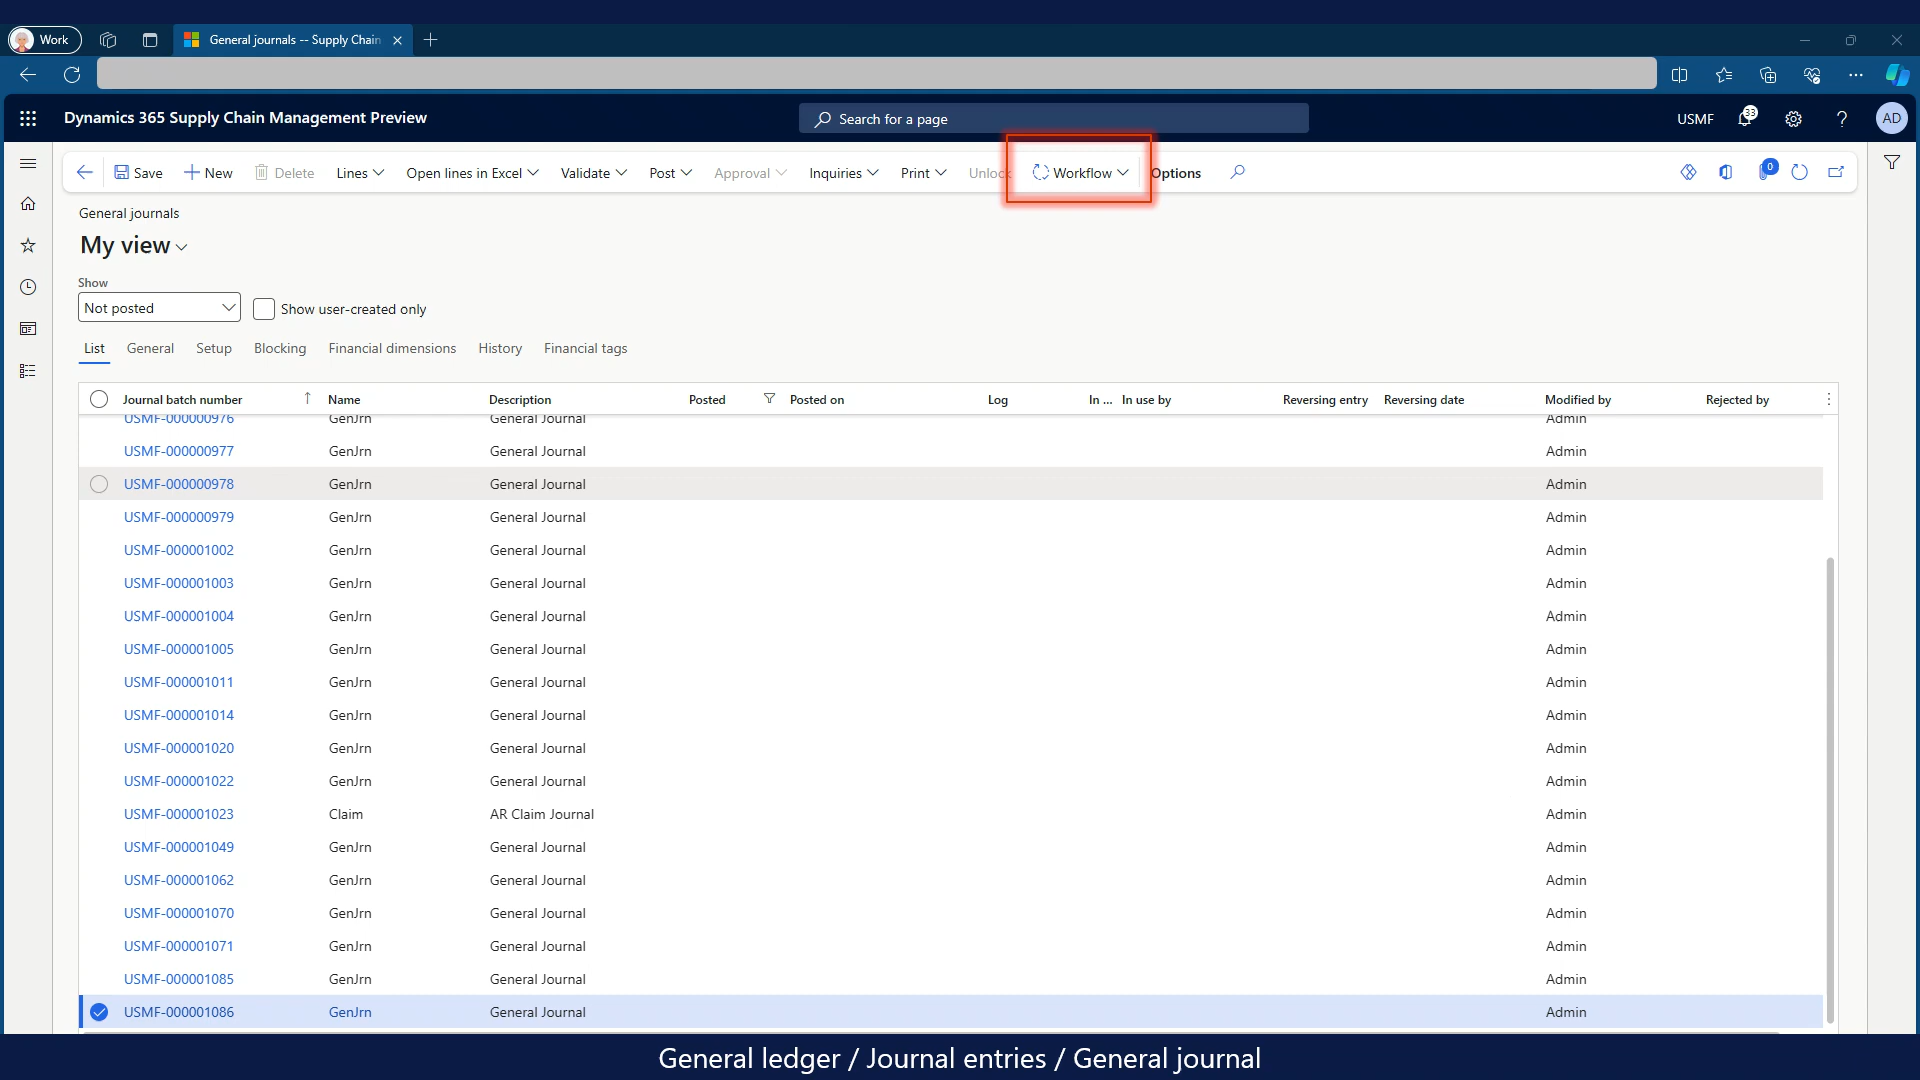 Work
General journals -- Supply Chain
Dynamics 365 Supply Chain Management Preview
Search for a page
USMF
33
?
AD
Save New Delete Lines Open lines in Excel Validate Post Approval Inquiries Print Unlock Workflow Options
0
General journals
My view
Show
Not posted
Show user-created only
List General Setup Blocking Financial dimensions History Financial tags
Journal batch number Name Description Posted Posted on Log In ... In use by Reversing entry Reversing date Modified by Rejected by
USMF-000000976 GenJrn General Journal Admin
USMF-000000977 GenJrn General Journal Admin
USMF-000000978 GenJrn General Journal Admin
USMF-000000979 GenJrn General Journal Admin
USMF-000001002 GenJrn General Journal Admin
USMF-000001003 GenJrn General Journal Admin
USMF-000001004 GenJrn General Journal Admin
USMF-000001005 GenJrn General Journal Admin
USMF-000001011 GenJrn General Journal Admin
USMF-000001014 GenJrn General Journal Admin
USMF-000001020 GenJrn General Journal Admin
USMF-000001022 GenJrn General Journal Admin
USMF-000001023 Claim AR Claim Journal Admin
USMF-000001049 GenJrn General Journal Admin
USMF-000001062 GenJrn General Journal Admin
USMF-000001070 GenJrn General Journal Admin
USMF-000001071 GenJrn General Journal Admin
USMF-000001085 GenJrn General Journal Admin
USMF-000001086 GenJrn General Journal Admin
General ledger / Journal entries / General journal